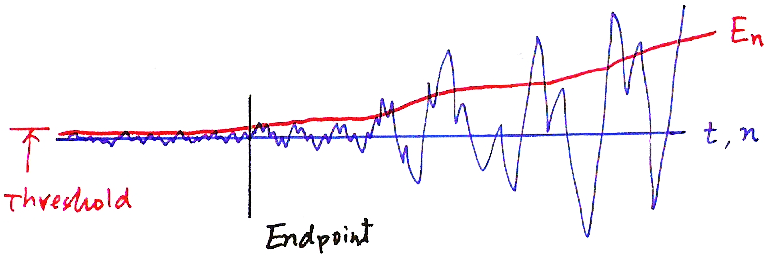 En
t, n
Threshold
Endpoint